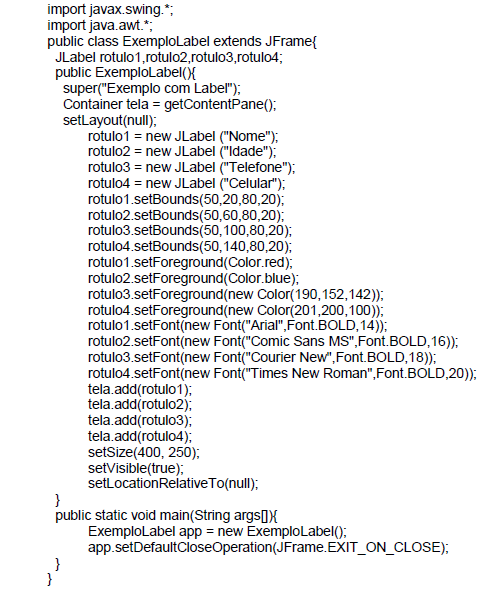 import javax.swing.*;
import java.awt.*;
public class ExemploLabel extends JFrame{
JLabel rotulo1,rotulo2,rotulo3,rotulo4;
public ExemploLabel(){
super("Exemplo com Label");
Container tela = getContentPane();
setLayout(null);
rotulo1 = new JLabel ("Nome");
rotulo2 = new JLabel ("Idade");
rotulo3 = new JLabel ("Telefone");
rotulo4 = new JLabel ("Celular");
rotulo1.setBounds(50,20,80,20);
rotulo2.setBounds(50,60,80,20);
rotulo3.setBounds(50,100,80,20);
rotulo4.setBounds(50,140,80,20);
rotulo1.setForeground(Color.red);
rotulo2.setForeground(Color.blue);
rotulo3.setForeground(new Color(190,152,142));
rotulo4.setForeground(new Color(201,200,100));
rotulo1.setFont(new Font("Arial",Font.BOLD,14));
rotulo2.setFont(new Font("Comic Sans MS",Font.BOLD,16));
rotulo3.setFont(new Font("Courier New",Font.BOLD,18));
rotulo4.setFont(new Font("Times New Roman",Font.BOLD,20));
tela.add(rotulo1);
tela.add(rotulo2);
tela.add(rotulo3);
tela.add(rotulo4);
setSize(400, 250);
setVisible(true);
setLocationRelativeTo(null);
}
public static void main(String args[]){
ExemploLabel app = new ExemploLabel();
app.setDefaultCloseOperation(JFrame.EXIT_ON_CLOSE);
}
}